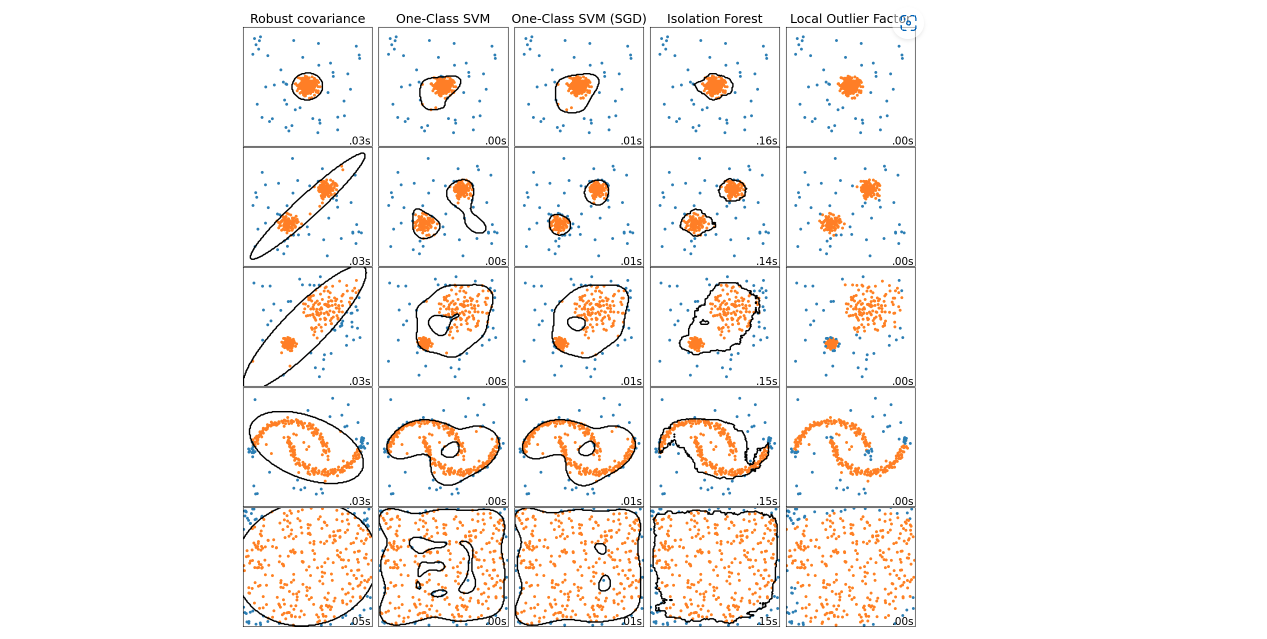 Robust covariance One-Class SVM One-Class SVM (SGD) Isolation Forest Local Outlier
.03s .00s .01s .16s .00s
.03s .00s .01s .14s .00s
.03s .00s .01s .15s .00s
.03s .00s .01s .15s .00s
.05s .00s .01s .15s .00s